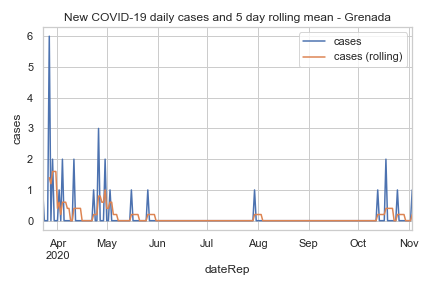 New COVID-19 daily cases and 5 day rolling mean - Grenada
cases
cases (rolling)
6
5
4
3
2
1
0
cases
Apr May Jun Jul Aug Sep Oct Nov
2020
dateRep